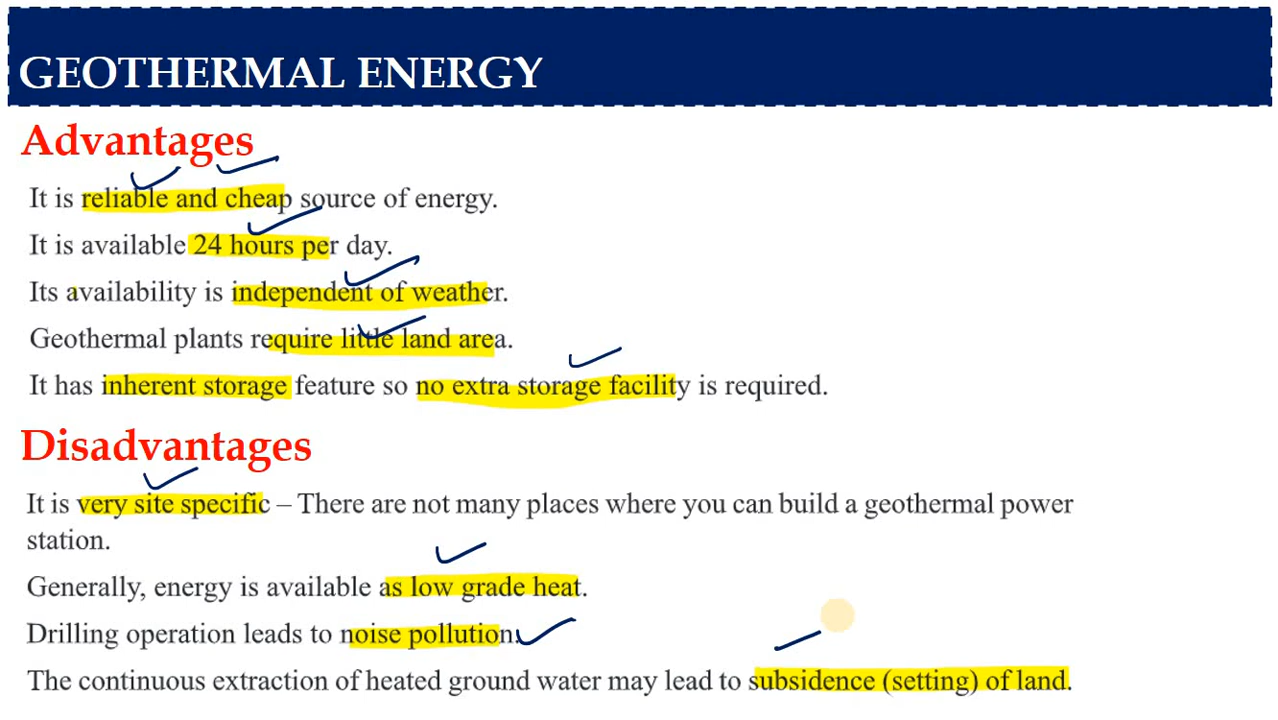 GEOTHERMAL ENERGY
Advantages
It is reliable and cheap source of energy.
It is available 24 hours per day.
Its availability is independent of weather.
Geothermal plants require little land area.
It has inherent storage feature so no extra storage facility is required.
Disadvantages
It is very site specific – There are not many places where you can build a geothermal power
station.
Generally, energy is available as low grade heat.
Drilling operation leads to noise pollution.
The continuous extraction of heated ground water may lead to subsidence (setting) of land.